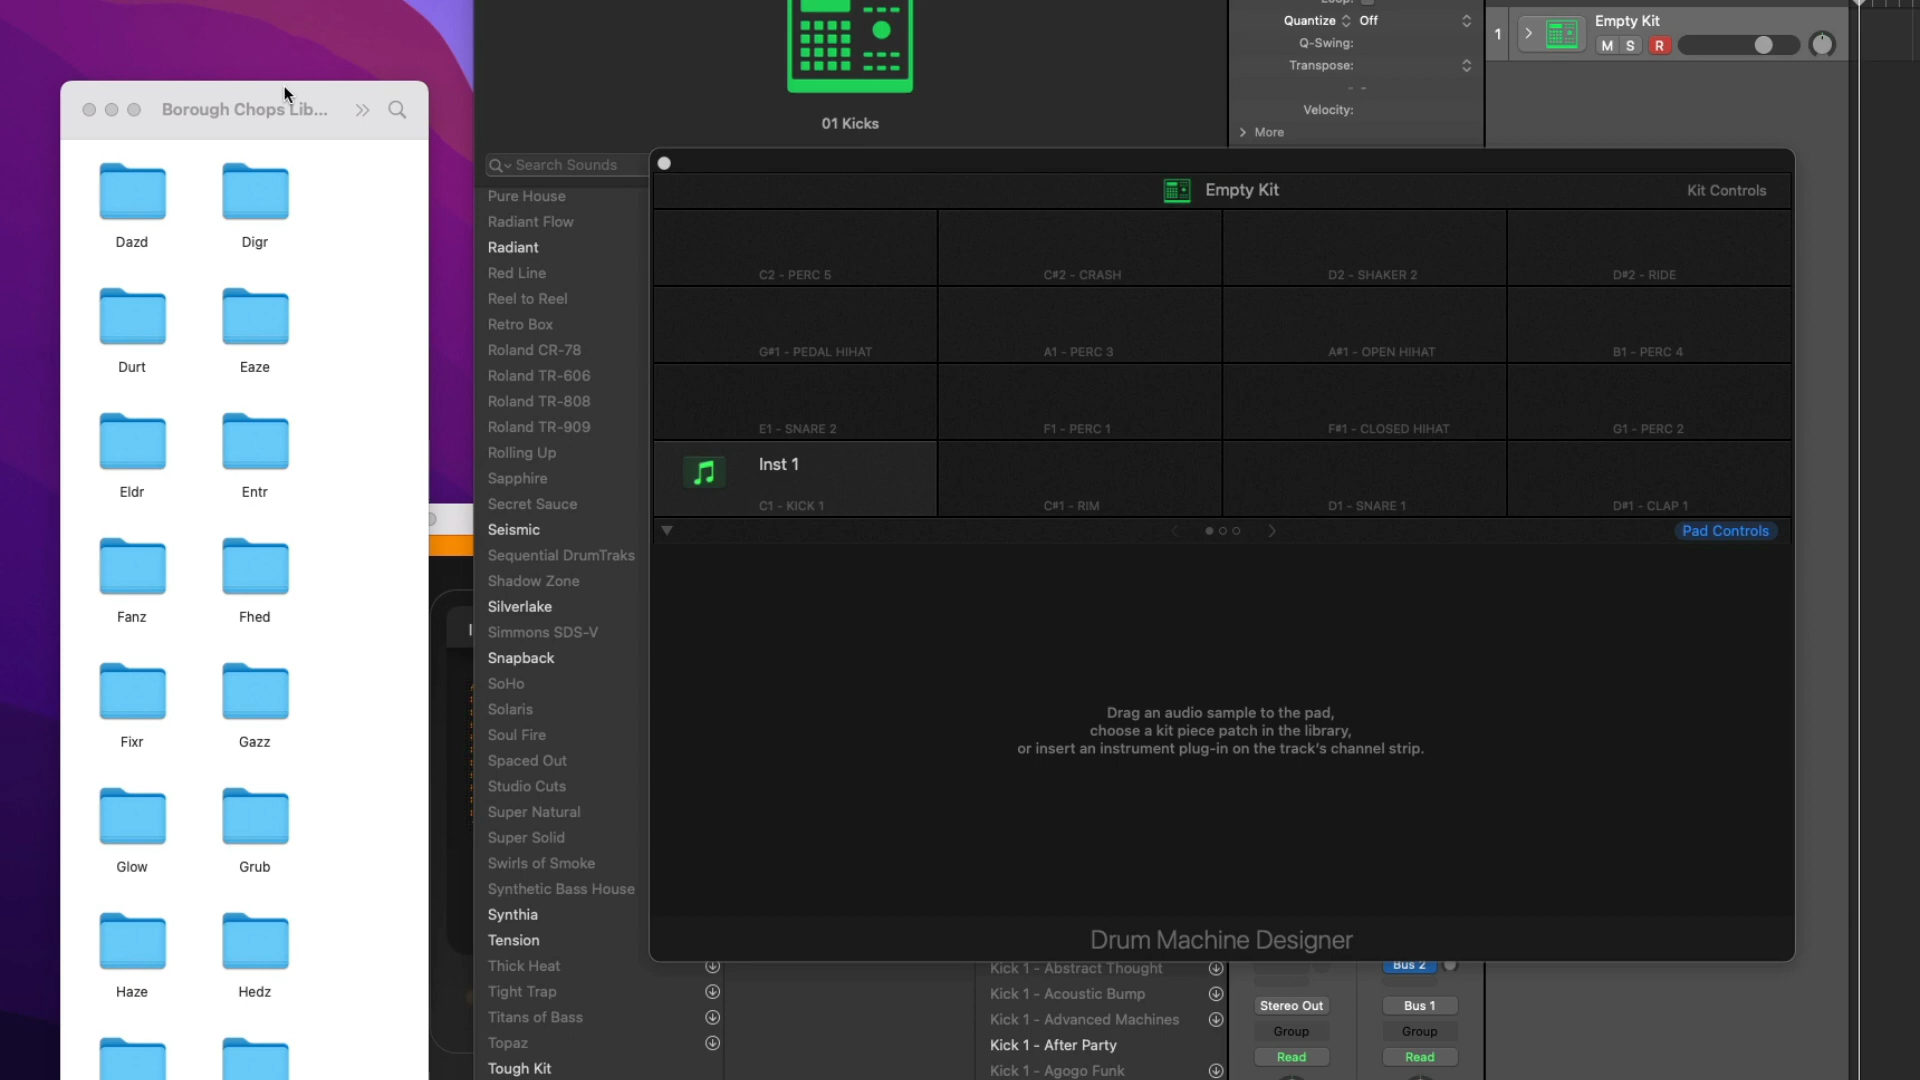 Borough Chops Lib...
Dazd
Digr
Durt
Eaze
Eldr
Entr
Fanz
Fhed
Fixr
Gazz
Glow
Grub
Haze
Hedz
01 Kicks
Search Sounds
Pure House
Radiant Flow
Radiant
Red Line
Reel to Reel
Retro Box
Roland CR-78
Roland TR-606
Roland TR-808
Roland TR-909
Rolling Up
Sapphire
Secret Sauce
Seismic
Sequential DrumTraks
Shadow Zone
Silverlake
Simmons SDS-V
Snapback
SoHo
Solaris
Soul Fire
Spaced Out
Studio Cuts
Super Natural
Super Solid
Swirls of Smoke
Synthetic Bass House
Synthia
Tension
Thick Heat
Tight Trap
Titans of Bass
Topaz
Tough Kit
Loop:
Quantize Off
Q-Swing:
Transpose:
- -
Velocity:
More
1
Empty Kit
M S R
Empty Kit
Kit Controls
C2 - PERC 5
C#2 - CRASH
D2 - SHAKER 2
D#2 - RIDE
G#1 - PEDAL HIHAT
A1 - PERC 3
A#1 - OPEN HIHAT
B1 - PERC 4
E1 - SNARE 2
F1 - PERC 1
F#1 - CLOSED HIHAT
G1 - PERC 2
Inst 1
C1 - KICK 1
C#1 - RIM
D1 - SNARE 1
D#1 - CLAP 1
Pad Controls
Drag an audio sample to the pad,
choose a kit piece patch in the library,
or insert an instrument plug-in on the track's channel strip.
Drum Machine Designer
Kick 1 - Abstract Thought
Kick 1 - Acoustic Bump
Kick 1 - Advanced Machines
Kick 1 - After Party
Kick 1 - Agogo Funk
Bus 2
Stereo Out
Bus 1
Group
Group
Read
Read